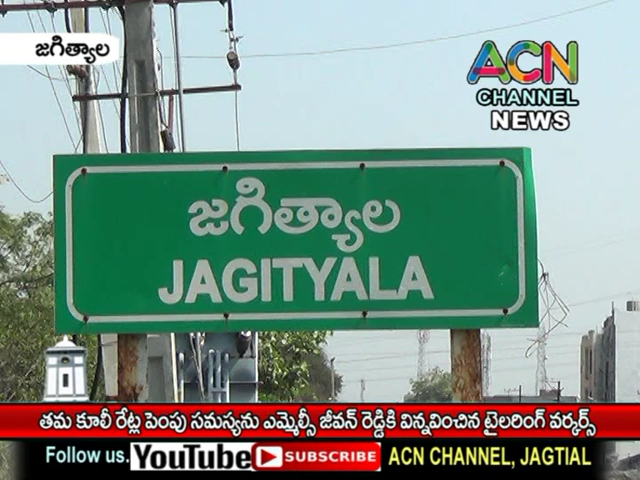 జగిత్యాల
ACN
CHANNEL
NEWS
జగిత్యాల
JAGITYALA
తమ కూలీ రేట్ల పెంపు సమస్యను ఎమ్మెల్సీ జీవన్ రెడ్డికి విన్నవించిన టైలరింగ్ వర్కర్స్
Follow us. YouTube SUBSCRIBE ACN CHANNEL, JAGTIAL